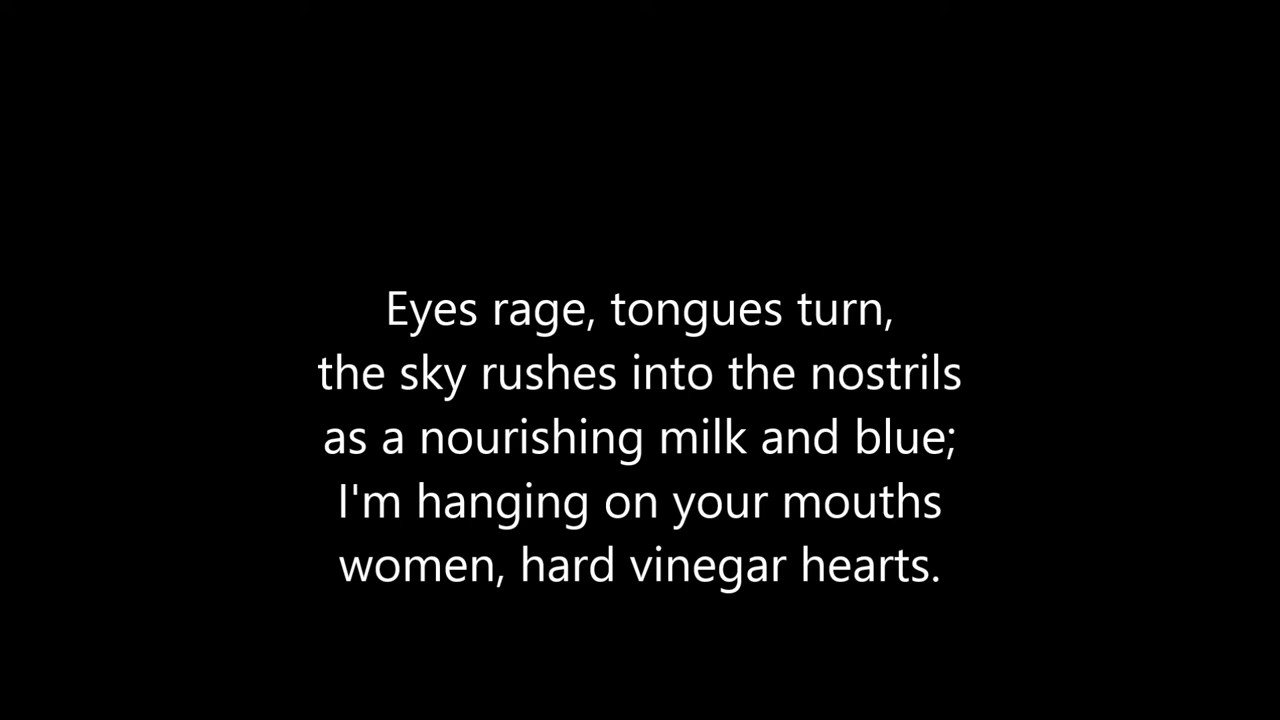 Eyes rage, tongues turn,
the sky rushes into the nostrils
as a nourishing milk and blue;
I'm hanging on your mouths
women, hard vinegar hearts.